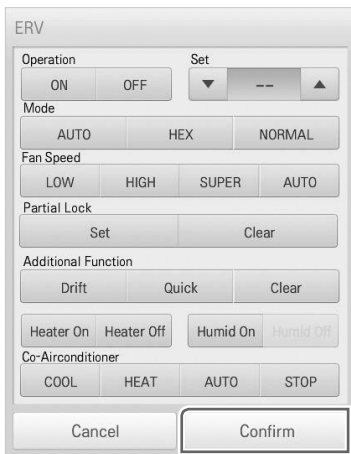 ERV
Operation Set
ON OFF ▼ -- ▲
Mode
AUTO HEX NORMAL
Fan Speed
LOW HIGH SUPER AUTO
Partial Lock
Set Clear
Additional Function
Drift Quick Clear
Heater On Heater Off Humid On Humid Off
Co-Airconditioner
COOL HEAT AUTO STOP
Cancel Confirm